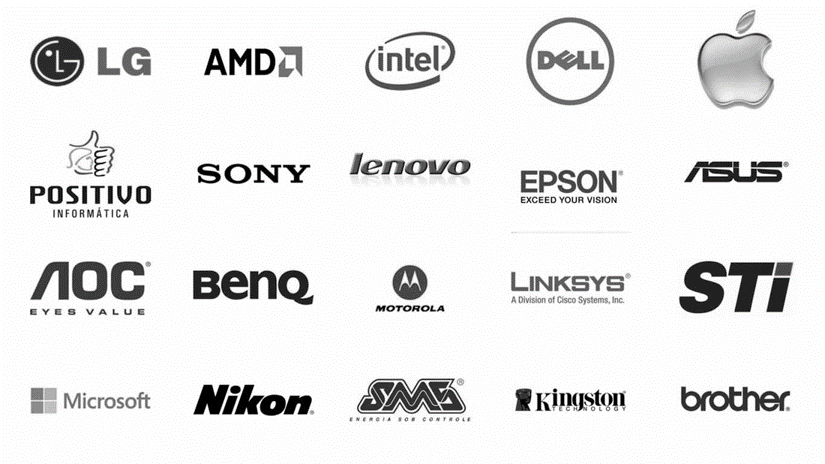 LG
AMD
intel
DELL
POSITIVO
INFORMÁTICA
SONY
lenovo
EPSON®
EXCEED YOUR VISION
ASUS®
AOC®
EYES VALUE
BenQ
MOTOROLA
LINKSYS®
A Division of Cisco Systems, Inc.
STi
Microsoft
Nikon®
SMS®
ENERGIA SOB CONTROLE
Kingston
TECHNOLOGY
brother®